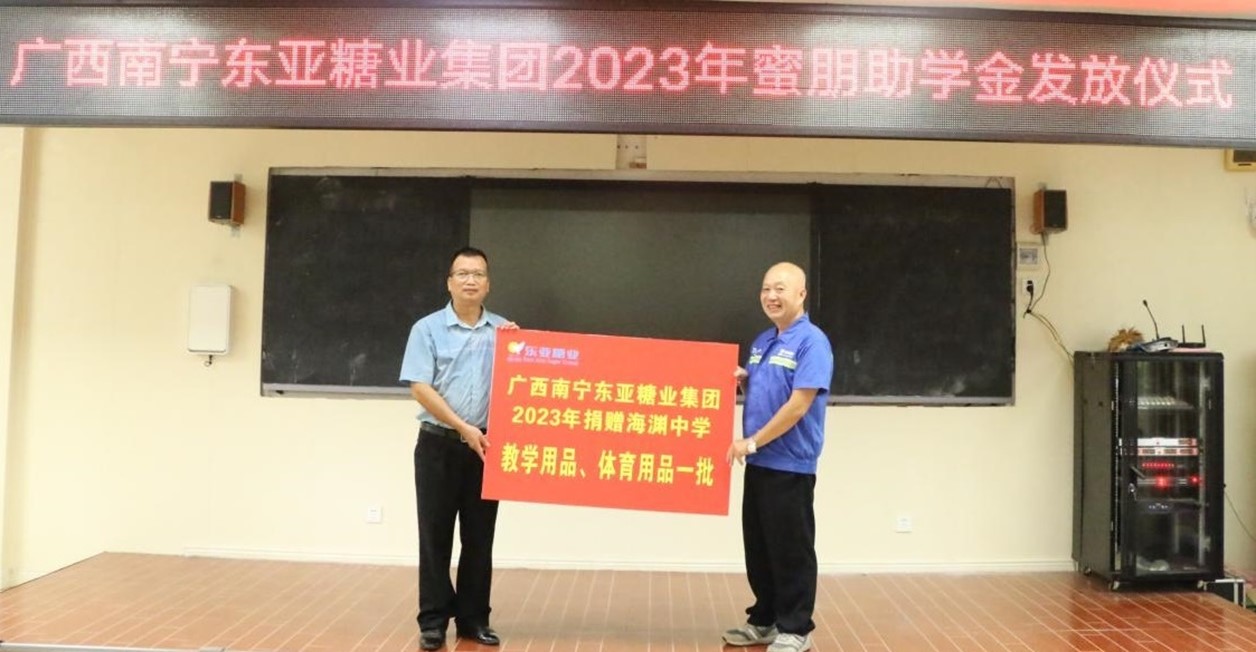 广西南宁东亚糖业集团2023年蜜朋助学金发放仪式
东亚糖业
广西南宁东亚糖业集团
2023年捐赠海渊中学
教学用品、体育用品一批